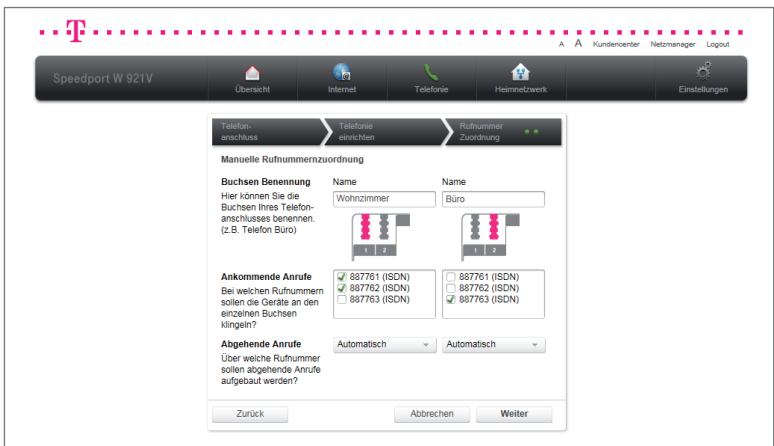 T
A A Kundencenter Netzmanager Logout
Speedport W 921V
Übersicht Internet Telefonie Heimnetzwerk Einstellungen
Telefon-
anschluss
Telefonie
einrichten
Rufnummer
Zuordnung
Manuelle Rufnummernzuordnung
Buchsen Benennung
Hier können Sie die
Buchsen Ihres Telefon-
anschlusses benennen.
(z.B. Telefon Büro)
Name
Wohnzimmer
1 2
Name
Büro
1 2
Ankommende Anrufe
Bei welchen Rufnummern
sollen die Geräte an den
einzelnen Buchsen
klingeln?
887761 (ISDN)
887762 (ISDN)
887763 (ISDN)
887761 (ISDN)
887762 (ISDN)
887763 (ISDN)
Abgehende Anrufe
Über welche Rufnummer
sollen abgehende Anrufe
aufgebaut werden?
Automatisch
Automatisch
Zurück Abbrechen Weiter